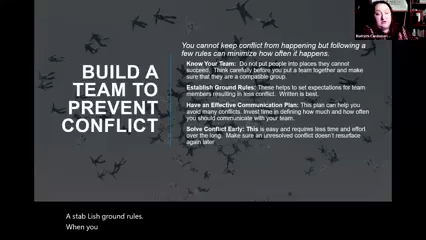 You cannot keep conflict from happening but following a
few rules can minimize how often it happens.
BUILD A
TEAM TO
PREVENT
CONFLICT
Know Your Team: Do not put people into places they cannot
succeed. Think carefully before you put a team together and make
sure that they are a compatible group.
Establish Ground Rules: These helps to set expectations for team
members resulting in less conflict. Written is best.
Have an Effective Communication Plan: This plan can help you
avoid many conflicts. Invest time in defining how much and how often
you should communicate with your team.
Solve Conflict Early: This is easy and requires less time and effort
over the long. Make sure an unresolved conflict doesn't resurface
again later
A stab Lish ground rules.
When you